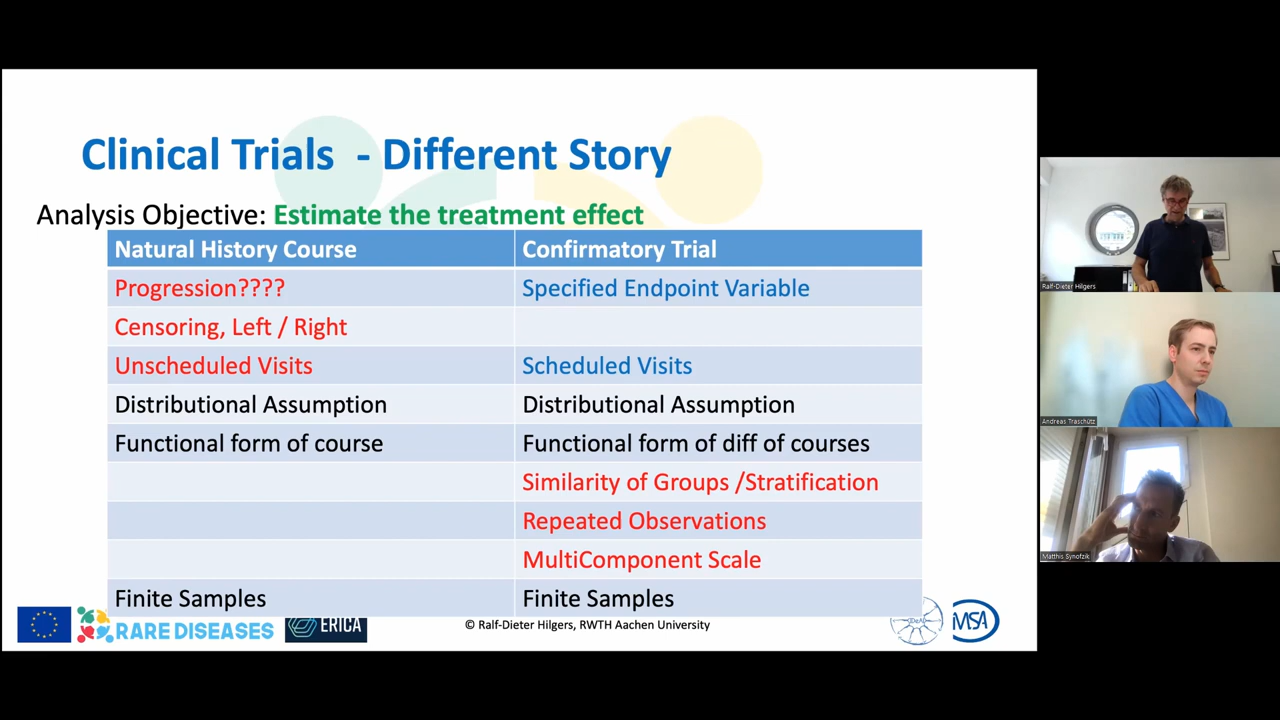 Clinical Trials - Different Story
Analysis Objective: Estimate the treatment effect
Natural History Course Confirmatory Trial
Progression???? Specified Endpoint Variable
Censoring, Left / Right
Unscheduled Visits Scheduled Visits
Distributional Assumption Distributional Assumption
Functional form of course Functional form of diff of courses
Similarity of Groups /Stratification
Repeated Observations
MultiComponent Scale
Finite Samples Finite Samples
RARE DISEASES
ERICA
© Ralf-Dieter Hilgers, RWTH Aachen University
iMSA
Ralf-Dieter Hilgers
Andreas Traschütz
Matthis Synofzik